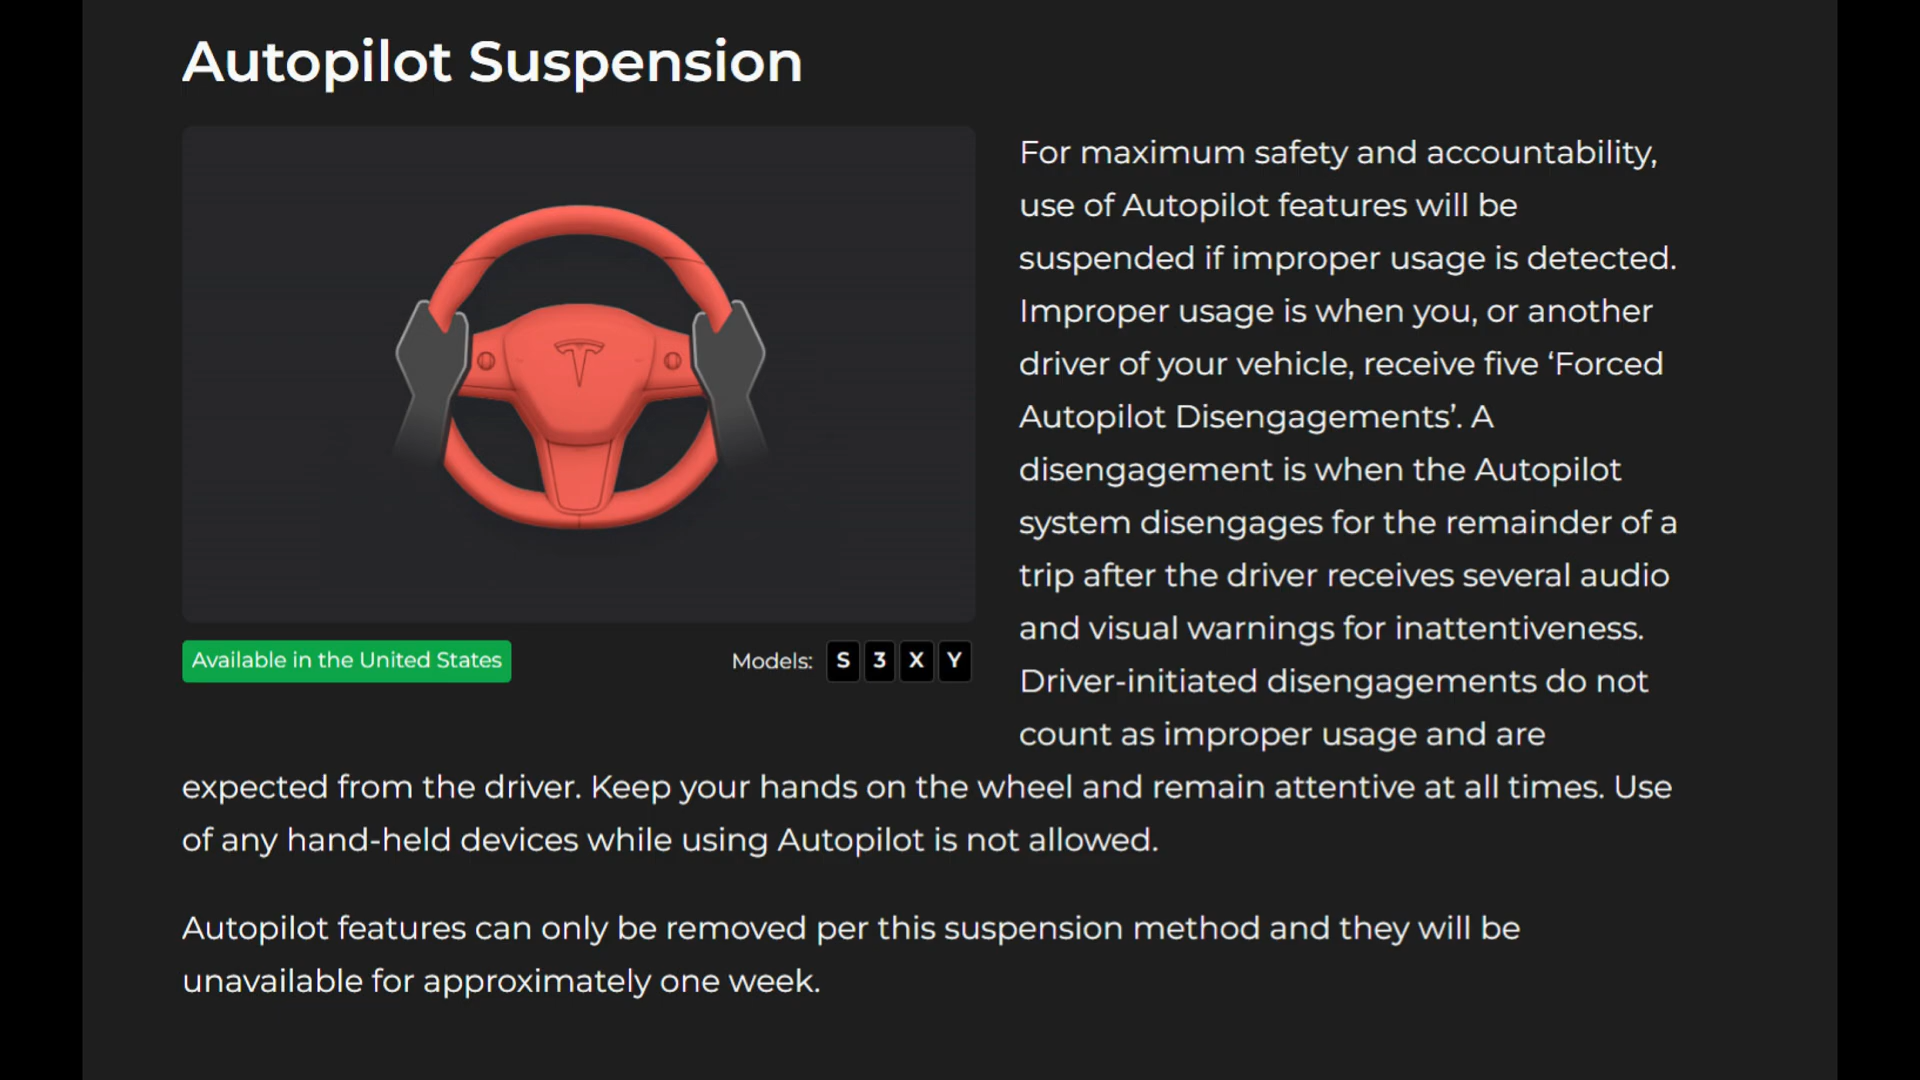 Autopilot Suspension
For maximum safety and accountability,
use of Autopilot features will be
suspended if improper usage is detected.
Improper usage is when you, or another
driver of your vehicle, receive five ‘Forced
Autopilot Disengagements’. A
disengagement is when the Autopilot
system disengages for the remainder of a
trip after the driver receives several audio
and visual warnings for inattentiveness.
Driver-initiated disengagements do not
count as improper usage and are
expected from the driver. Keep your hands on the wheel and remain attentive at all times. Use
of any hand-held devices while using Autopilot is not allowed.
Autopilot features can only be removed per this suspension method and they will be
unavailable for approximately one week.
Available in the United States
Models: S 3 X Y